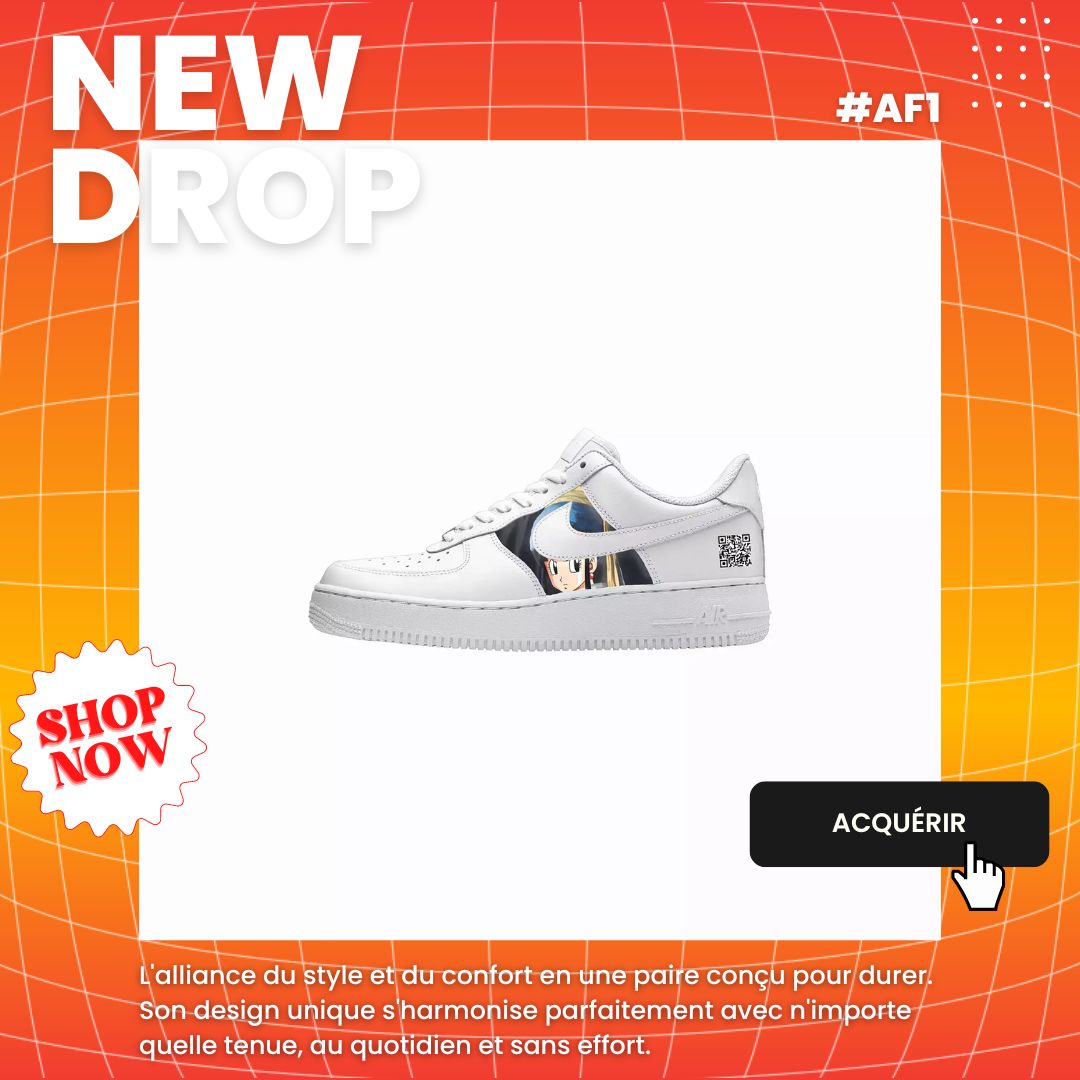 NEW
DROP
#AF1
AIR
SHOP
NOW
ACQUÉRIR
L'alliance du style et du confort en une paire conçu pour durer.
Son design unique s'harmonise parfaitement avec n'importe
quelle tenue, au quotidien et sans effort.